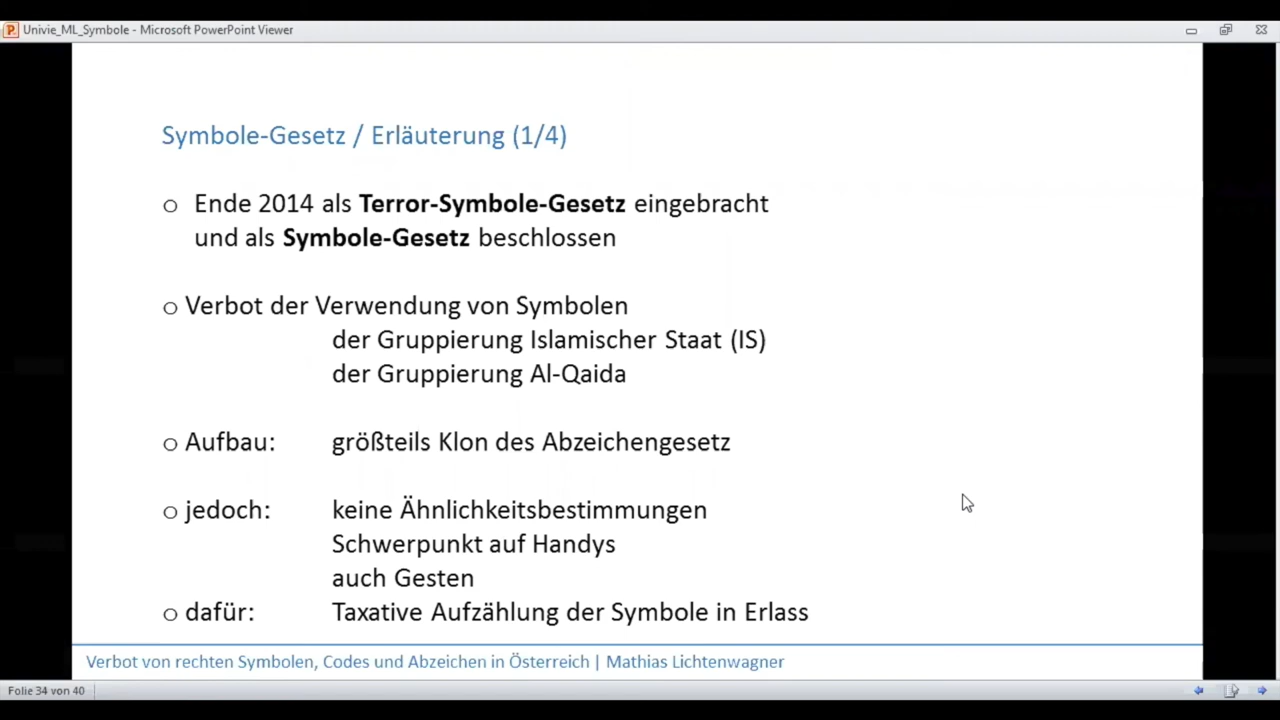 Univie_ML_Symbole - Microsoft PowerPoint Viewer
Symbole-Gesetz / Erläuterung (1/4)
o Ende 2014 als Terror-Symbole-Gesetz eingebracht
und als Symbole-Gesetz beschlossen
o Verbot der Verwendung von Symbolen
der Gruppierung Islamischer Staat (IS)
der Gruppierung Al-Qaida
o Aufbau: größteils Klon des Abzeichengesetz
o jedoch: keine Ähnlichkeitsbestimmungen
Schwerpunkt auf Handys
auch Gesten
o dafür: Taxative Aufzählung der Symbole in Erlass
Verbot von rechten Symbolen, Codes und Abzeichen in Österreich | Mathias Lichtenwagner
Folie 34 von 40